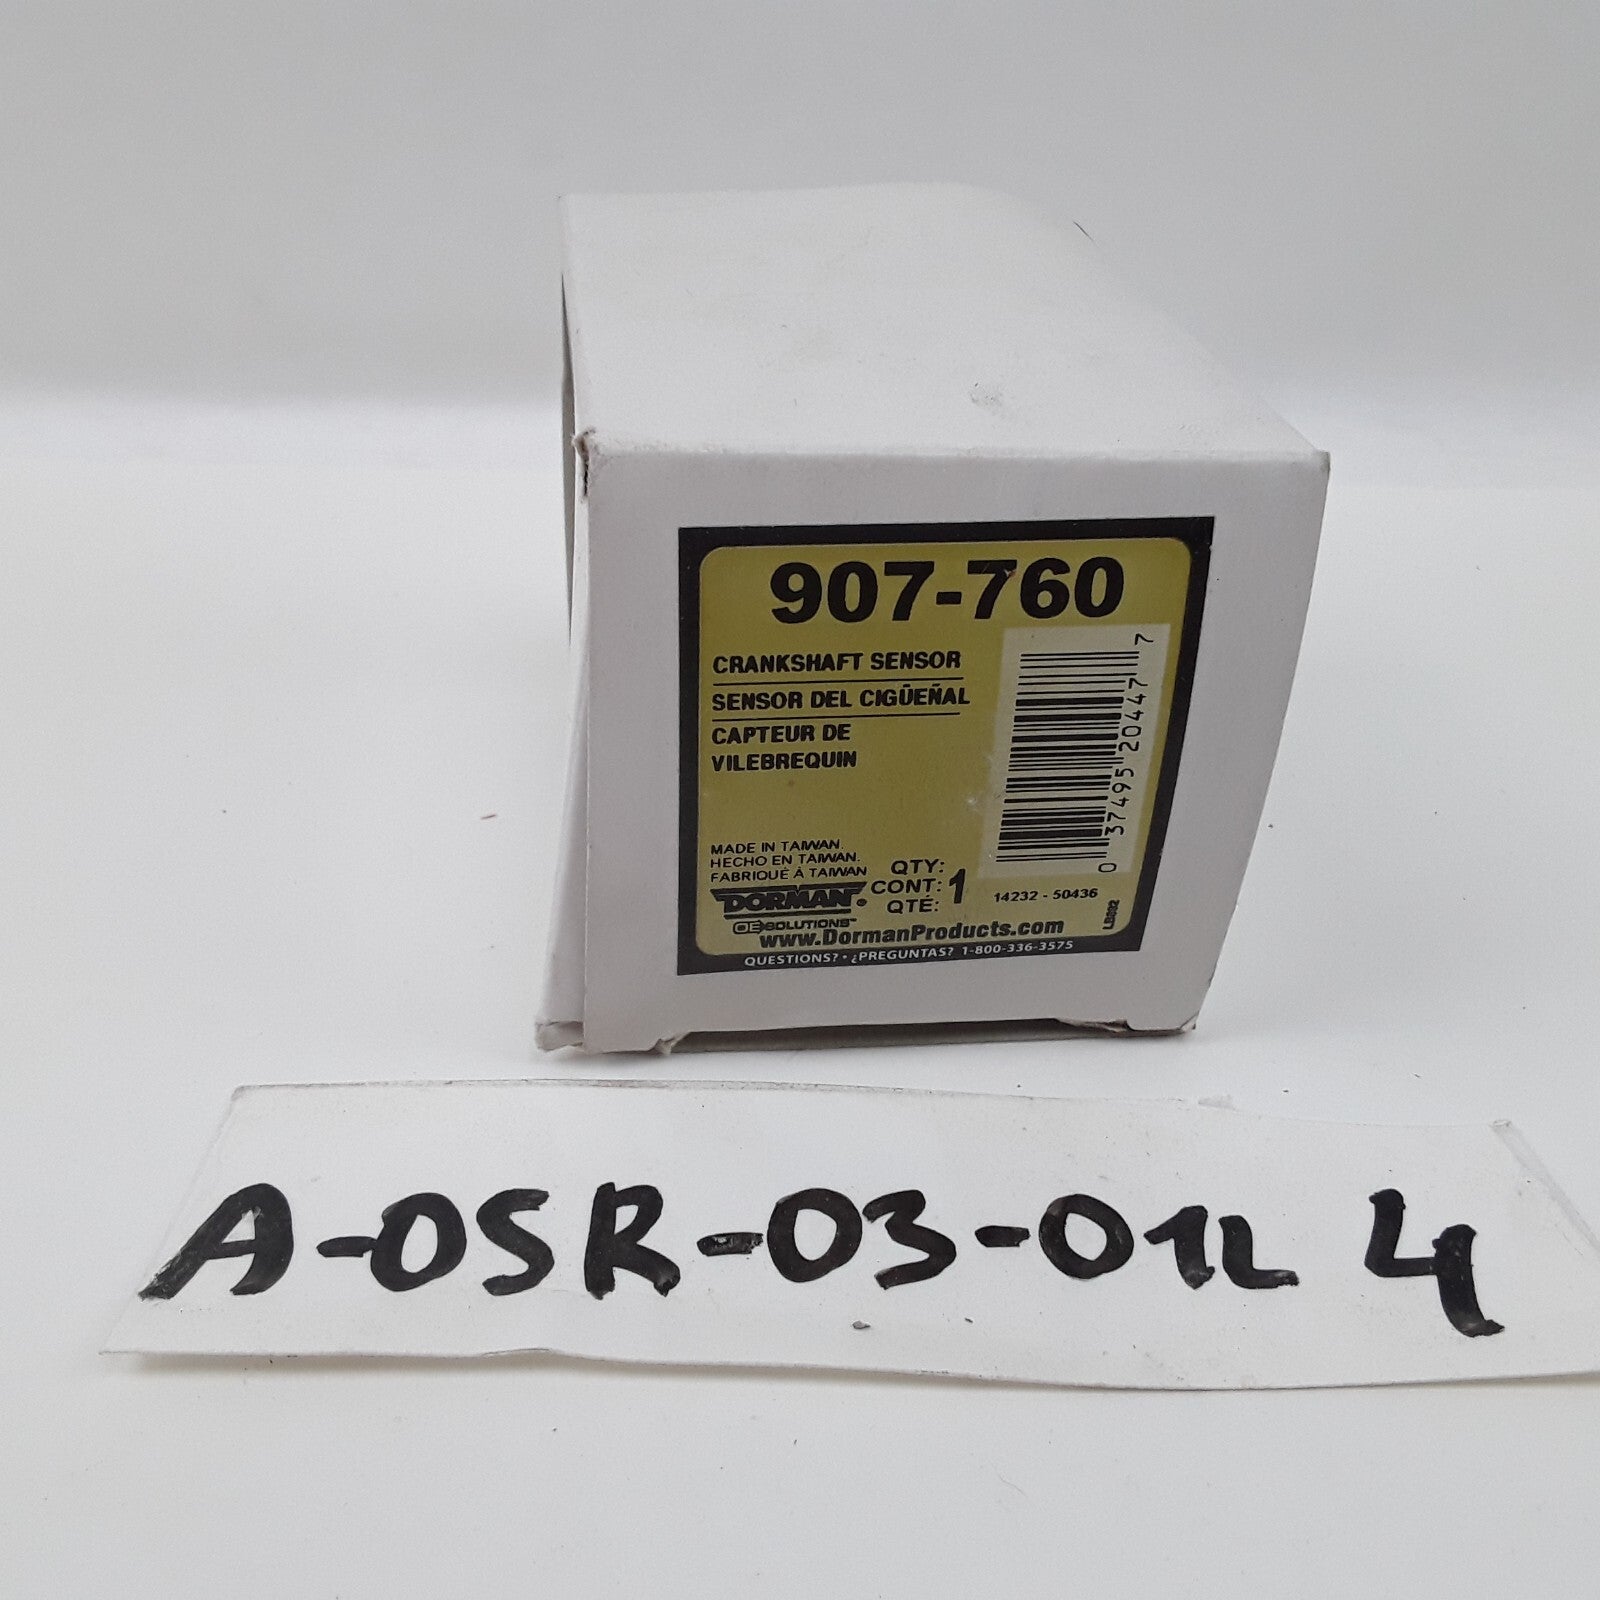 907-760
CRANKSHAFT SENSOR
SENSOR DEL CIGÜEÑAL
CAPTEUR DE
VILEBREQUIN
0 37495 20447 7
MADE IN TAIWAN.
HECHO EN TAIWAN.
FABRIQUÉ À TAIWAN
QTY:
CONT: 1
QTÉ:
14232 - 50436
DORMAN®
OE SOLUTIONS™
www.DormanProducts.com
QUESTIONS? • ¿PREGUNTAS? 1-800-336-3575
A-OSR-03-01L 4